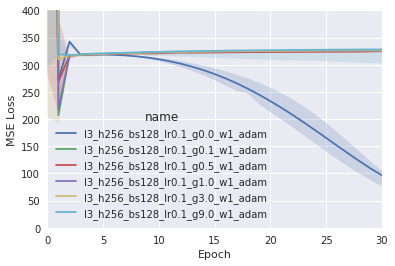 400
350
300
250
200
150
100
50
0
MSE Loss
name
l3_h256_bs128_lr0.1_g0.0_w1_adam
l3_h256_bs128_lr0.1_g0.1_w1_adam
l3_h256_bs128_lr0.1_g0.5_w1_adam
l3_h256_bs128_lr0.1_g1.0_w1_adam
l3_h256_bs128_lr0.1_g3.0_w1_adam
l3_h256_bs128_lr0.1_g9.0_w1_adam
0 5 10 15 20 25 30
Epoch